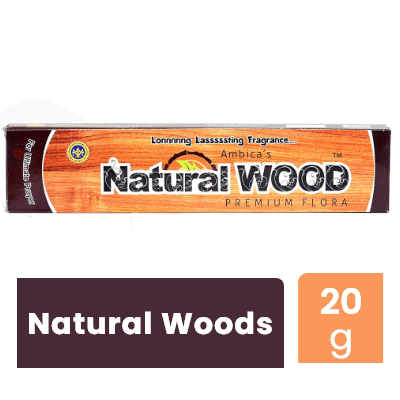 Lonnnnng Lasssssting Fragrance...
Ambica's
TM
Natural WOOD
PREMIUM FLORA
Natural Woods
20
g